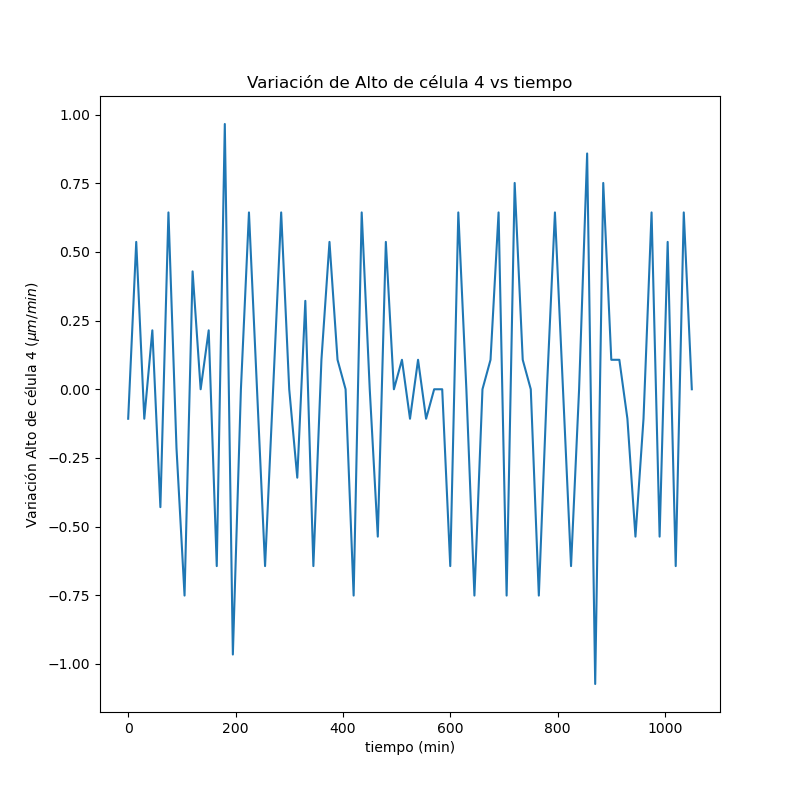 Variación de Alto de célula 4 vs tiempo
Variación Alto de célula 4 (μm/min)
1.00
0.75
0.50
0.25
0.00
−0.25
−0.50
−0.75
−1.00
0 200 400 600 800 1000
tiempo (min)